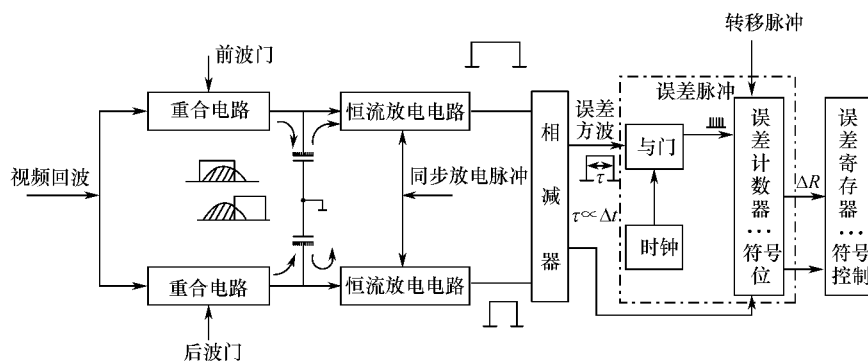 转移脉冲
前波门
重合电路
恒流放电电路
误差脉冲
误差方波
相减器
与门
误差计数器…符号位
误差寄存器…符号控制
视频回波
同步放电脉冲
τ
ΔR
τ∝Δt
时钟
重合电路
恒流放电电路
后波门